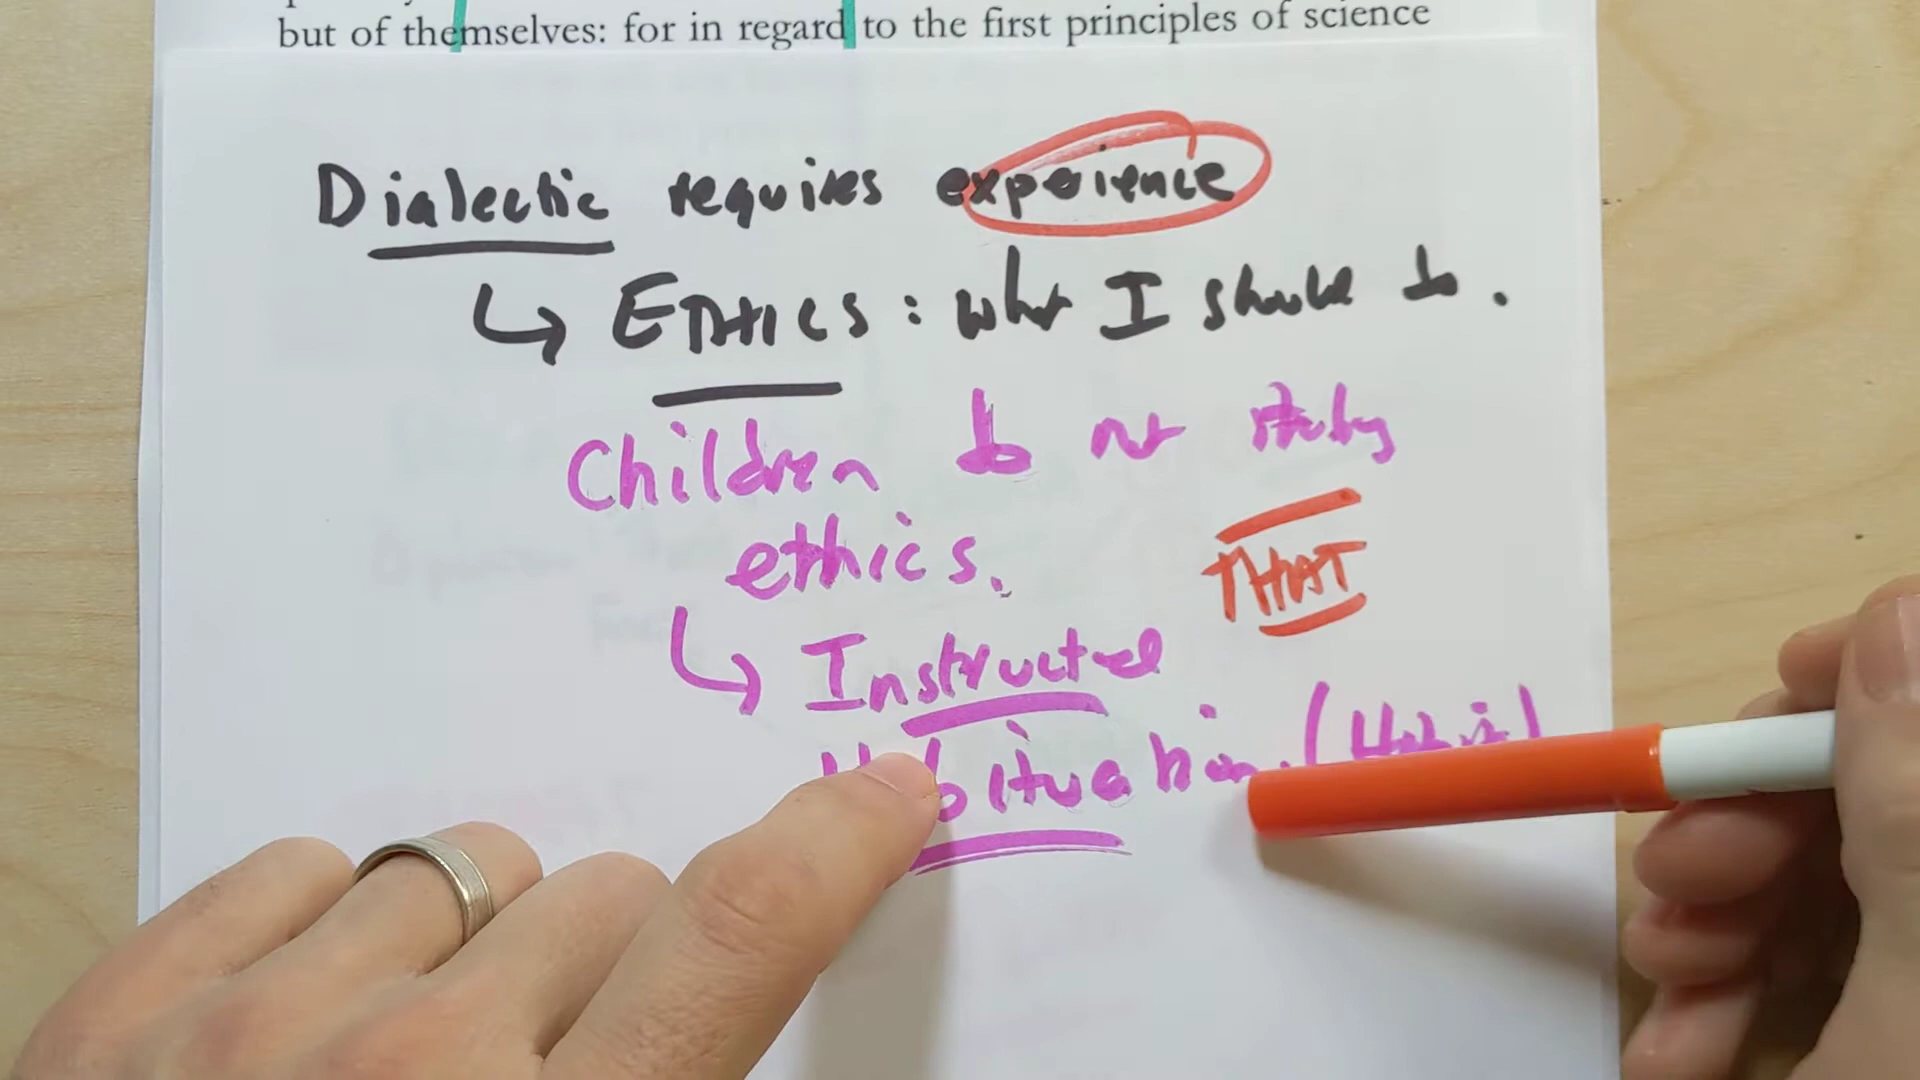 but of themselves: for in regard to the first principles of science
Dialectic requires experience
↳ ETHICS: what I should do.
Children do not study
ethics.
THAT
↳ Instructed
Habituation. (Habits)